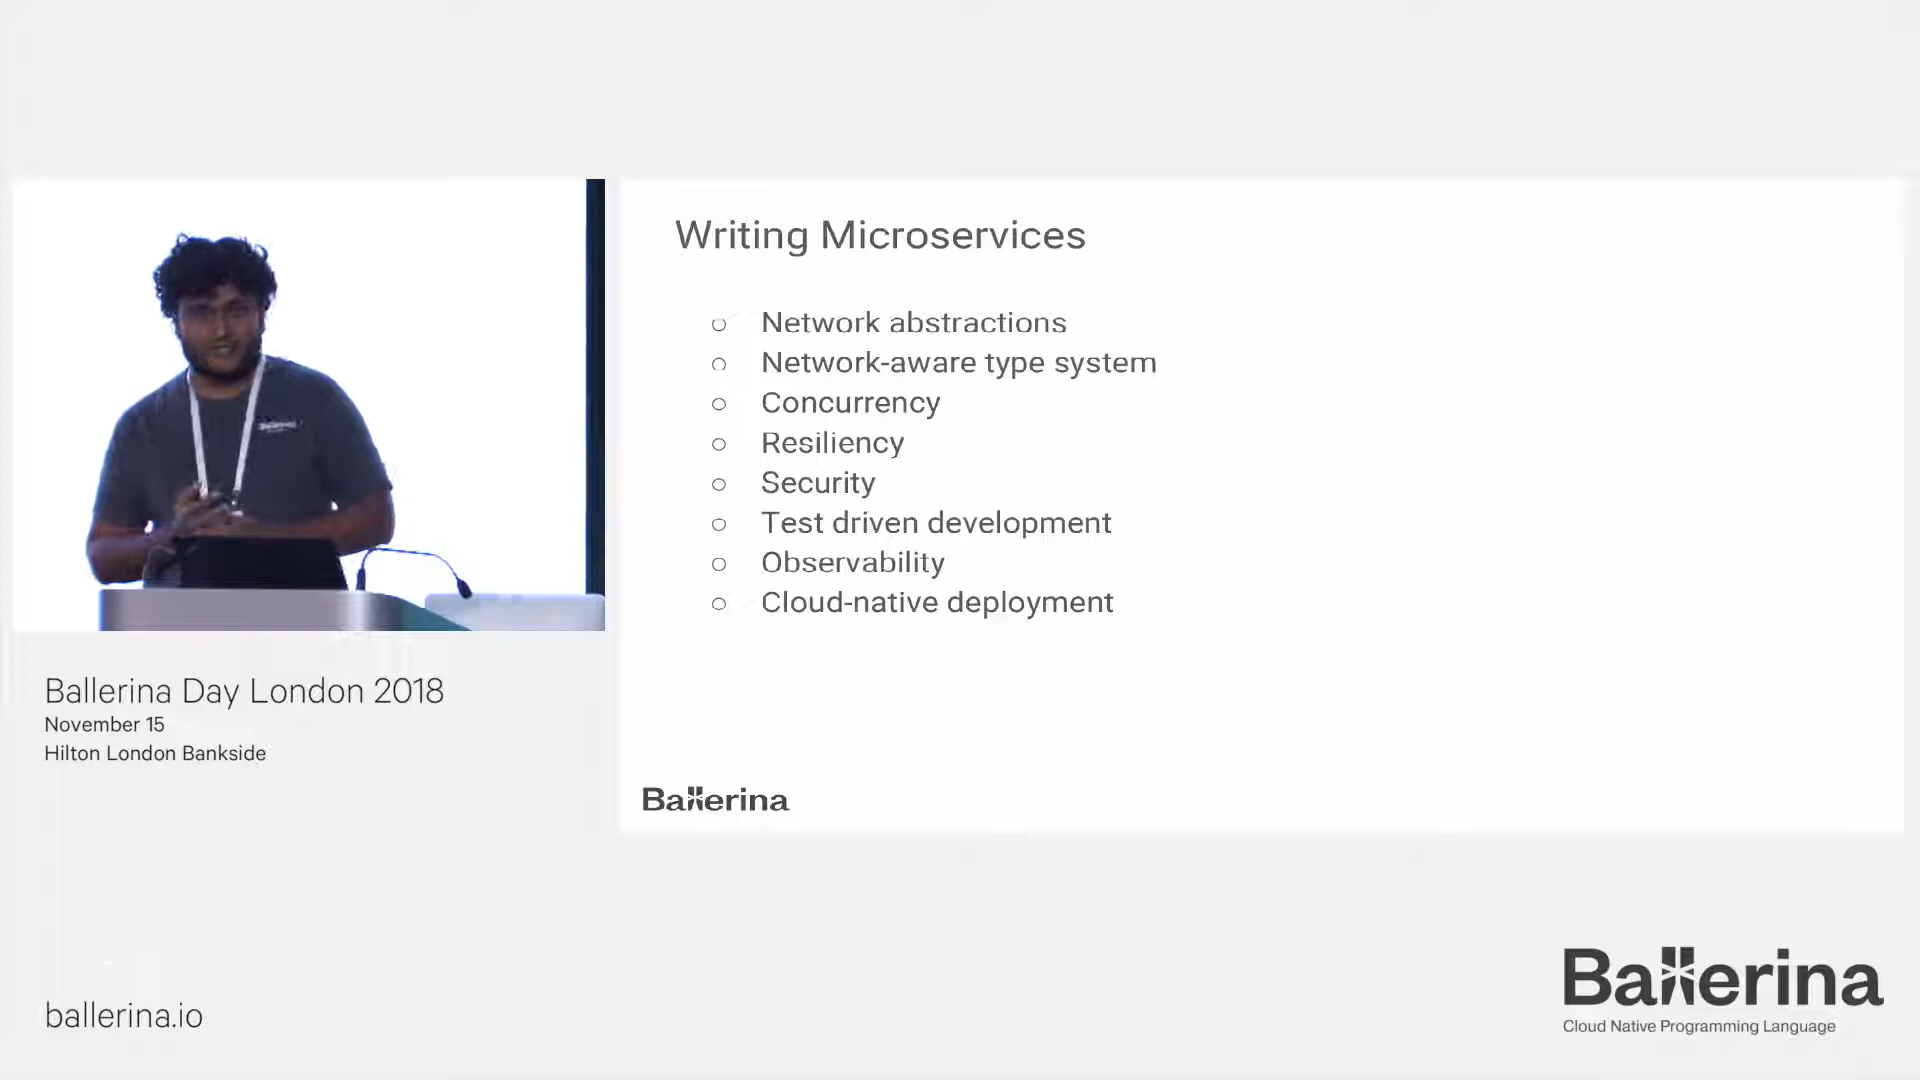 Writing Microservices
○ Network abstractions
○ Network-aware type system
○ Concurrency
○ Resiliency
○ Security
○ Test driven development
○ Observability
○ Cloud-native deployment
Ballerina
Ballerina
Ballerina Day London 2018
November 15
Hilton London Bankside
ballerina.io
Ballerina
Cloud Native Programming Language